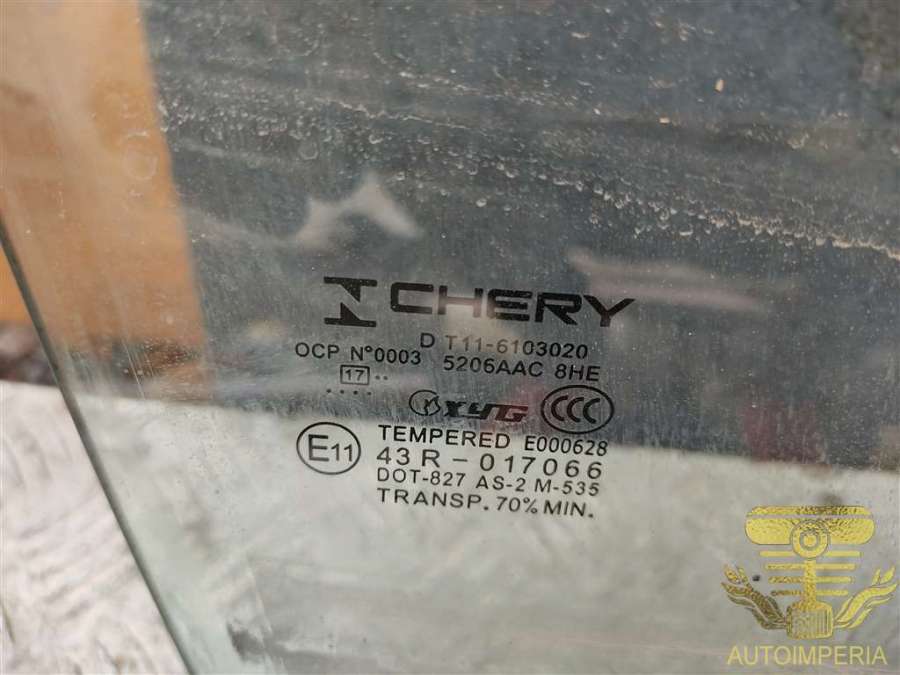 CHERY
D T11-6103020
OCP N°0003 5206AAC 8HE
17 ..
....
XYG CCC
TEMPERED E000628
E11 43R-017066
DOT-827 AS-2 M-535
TRANSP. 70% MIN.
AUTOIMPERIA